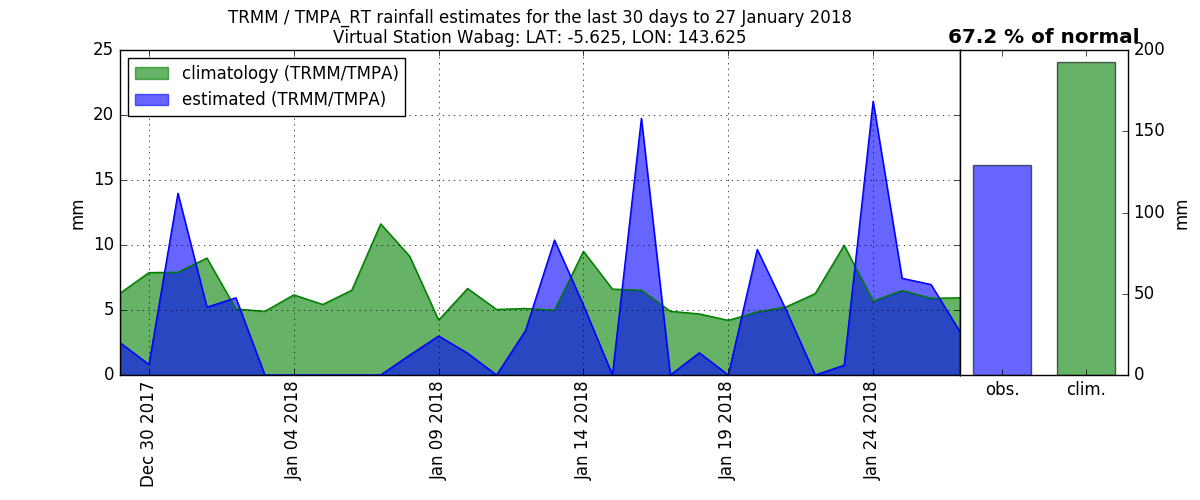 TRMM / TMPA_RT rainfall estimates for the last 30 days to 27 January 2018
Virtual Station Wabag: LAT: -5.625, LON: 143.625
67.2 % of normal
climatology (TRMM/TMPA)
estimated (TRMM/TMPA)
25
20
15
10
5
0
mm
Dec 30 2017
Jan 04 2018
Jan 09 2018
Jan 14 2018
Jan 19 2018
Jan 24 2018
obs.
clim.
200
150
100
50
0
mm